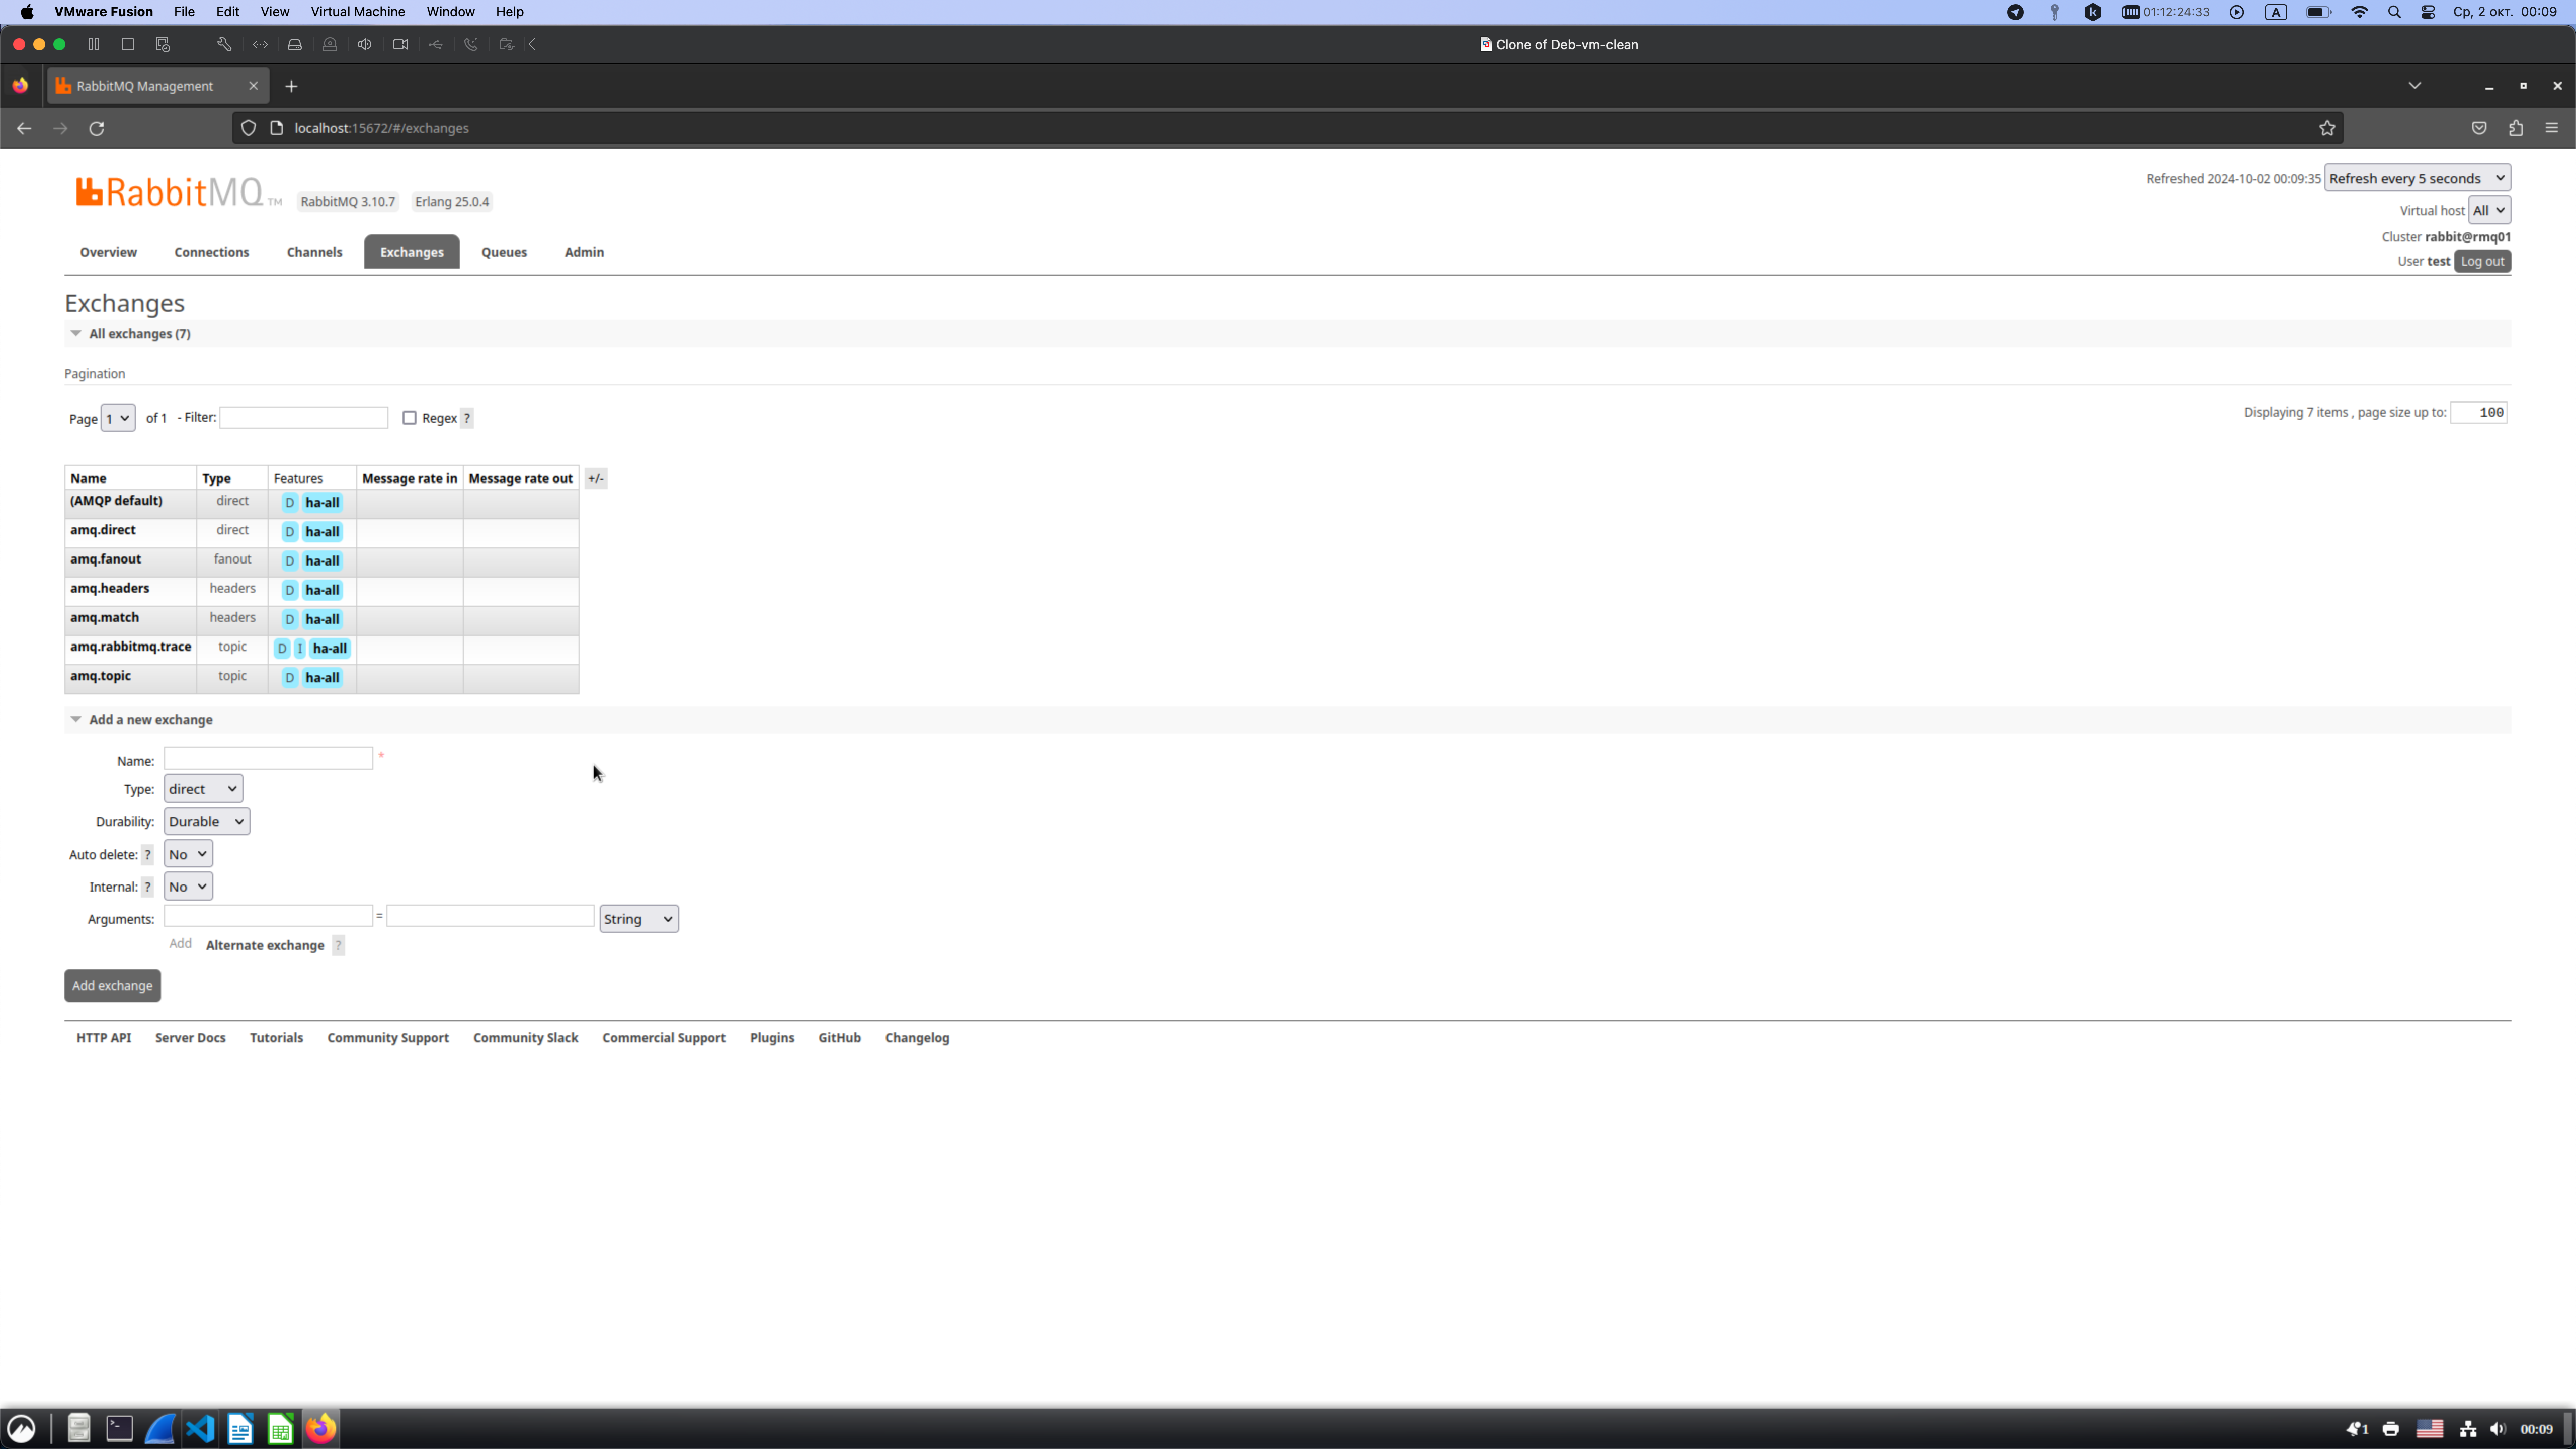 VMware Fusion File Edit View Virtual Machine Window Help
01:12:24:33 A Ср, 2 окт. 00:09
Clone of Deb-vm-clean
RabbitMQ Management
localhost:15672/#/exchanges
RabbitMQ TM RabbitMQ 3.10.7 Erlang 25.0.4
Refreshed 2024-10-02 00:09:35 Refresh every 5 seconds
Virtual host All
Cluster rabbit@rmq01
User test Log out
Overview Connections Channels Exchanges Queues Admin
Exchanges
All exchanges (7)
Pagination
Page 1 of 1 - Filter: Regex ?
Displaying 7 items , page size up to: 100
Name Type Features Message rate in Message rate out +/-
(AMQP default) direct D ha-all
amq.direct direct D ha-all
amq.fanout fanout D ha-all
amq.headers headers D ha-all
amq.match headers D ha-all
amq.rabbitmq.trace topic D I ha-all
amq.topic topic D ha-all
Add a new exchange
Name: *
Type: direct
Durability: Durable
Auto delete: ? No
Internal: ? No
Arguments: = String
Add Alternate exchange ?
Add exchange
HTTP API Server Docs Tutorials Community Support Community Slack Commercial Support Plugins GitHub Changelog
1 00:09